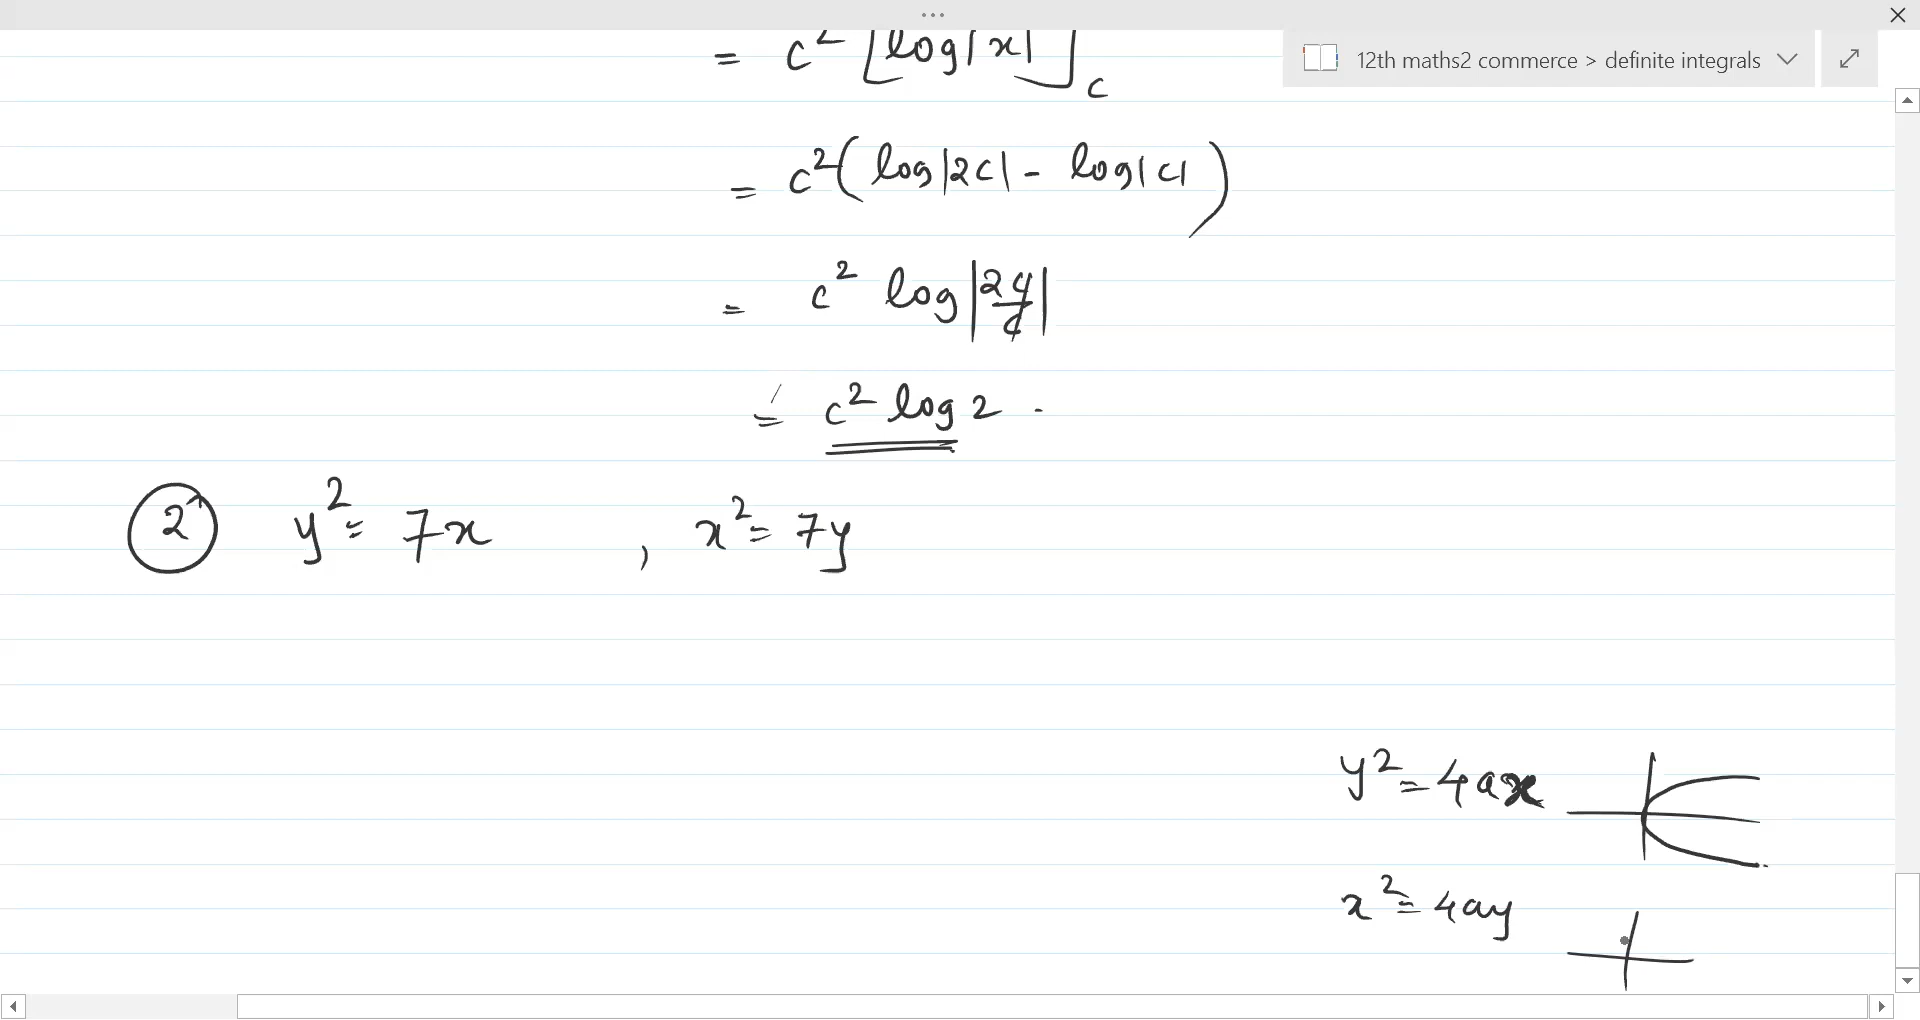 ...
= c² [log|x|]
c
12th maths2 commerce > definite integrals
= c² ( log|2c| - log|c| )
= c² log |2c/c|
= c² log 2 .
2) y² = 7x , x² = 7y
y² = 4ax
x² = 4ay